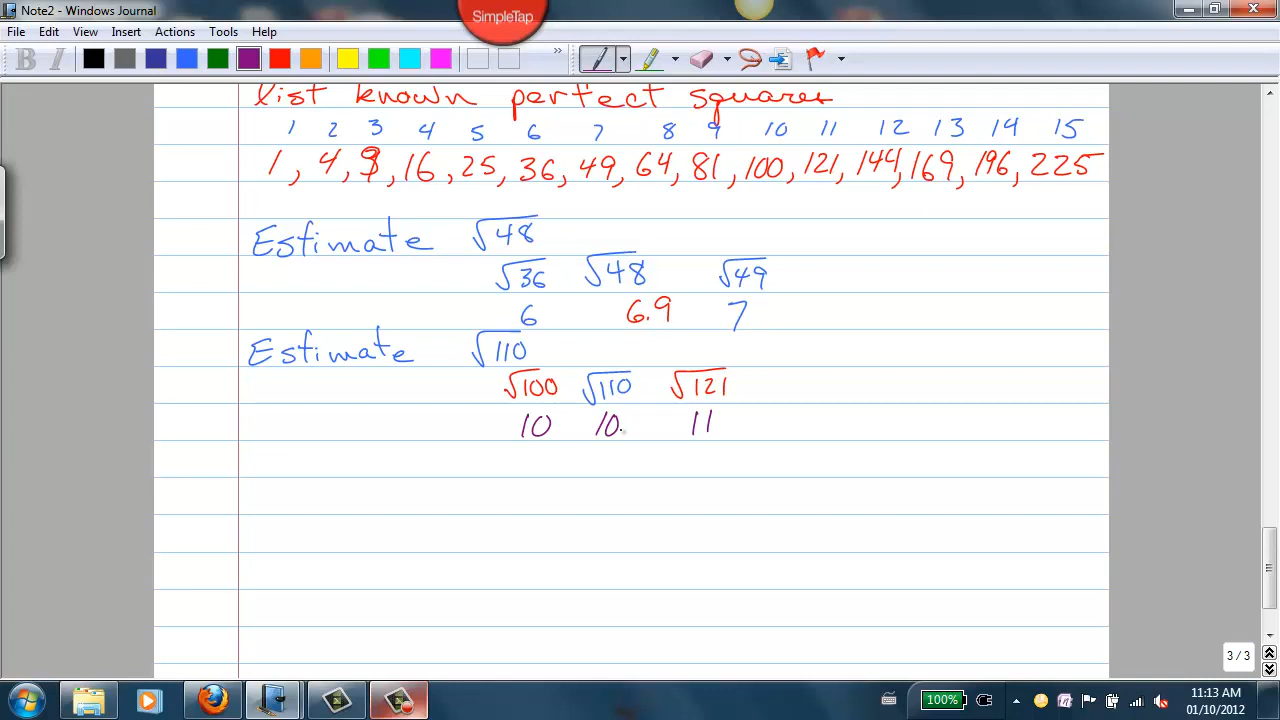 Note2 - Windows Journal
SimpleTap
File Edit View Insert Actions Tools Help
B I
list known perfect squares
1 2 3 4 5 6 7 8 9 10 11 12 13 14 15
1, 4, 9, 16, 25, 36, 49, 64, 81, 100, 121, 144, 169, 196, 225
Estimate √48
√36 √48 √49
6 6.9 7
Estimate √110
√100 √110 √121
10 10. 11
3 / 3
100%
11:13 AM
01/10/2012